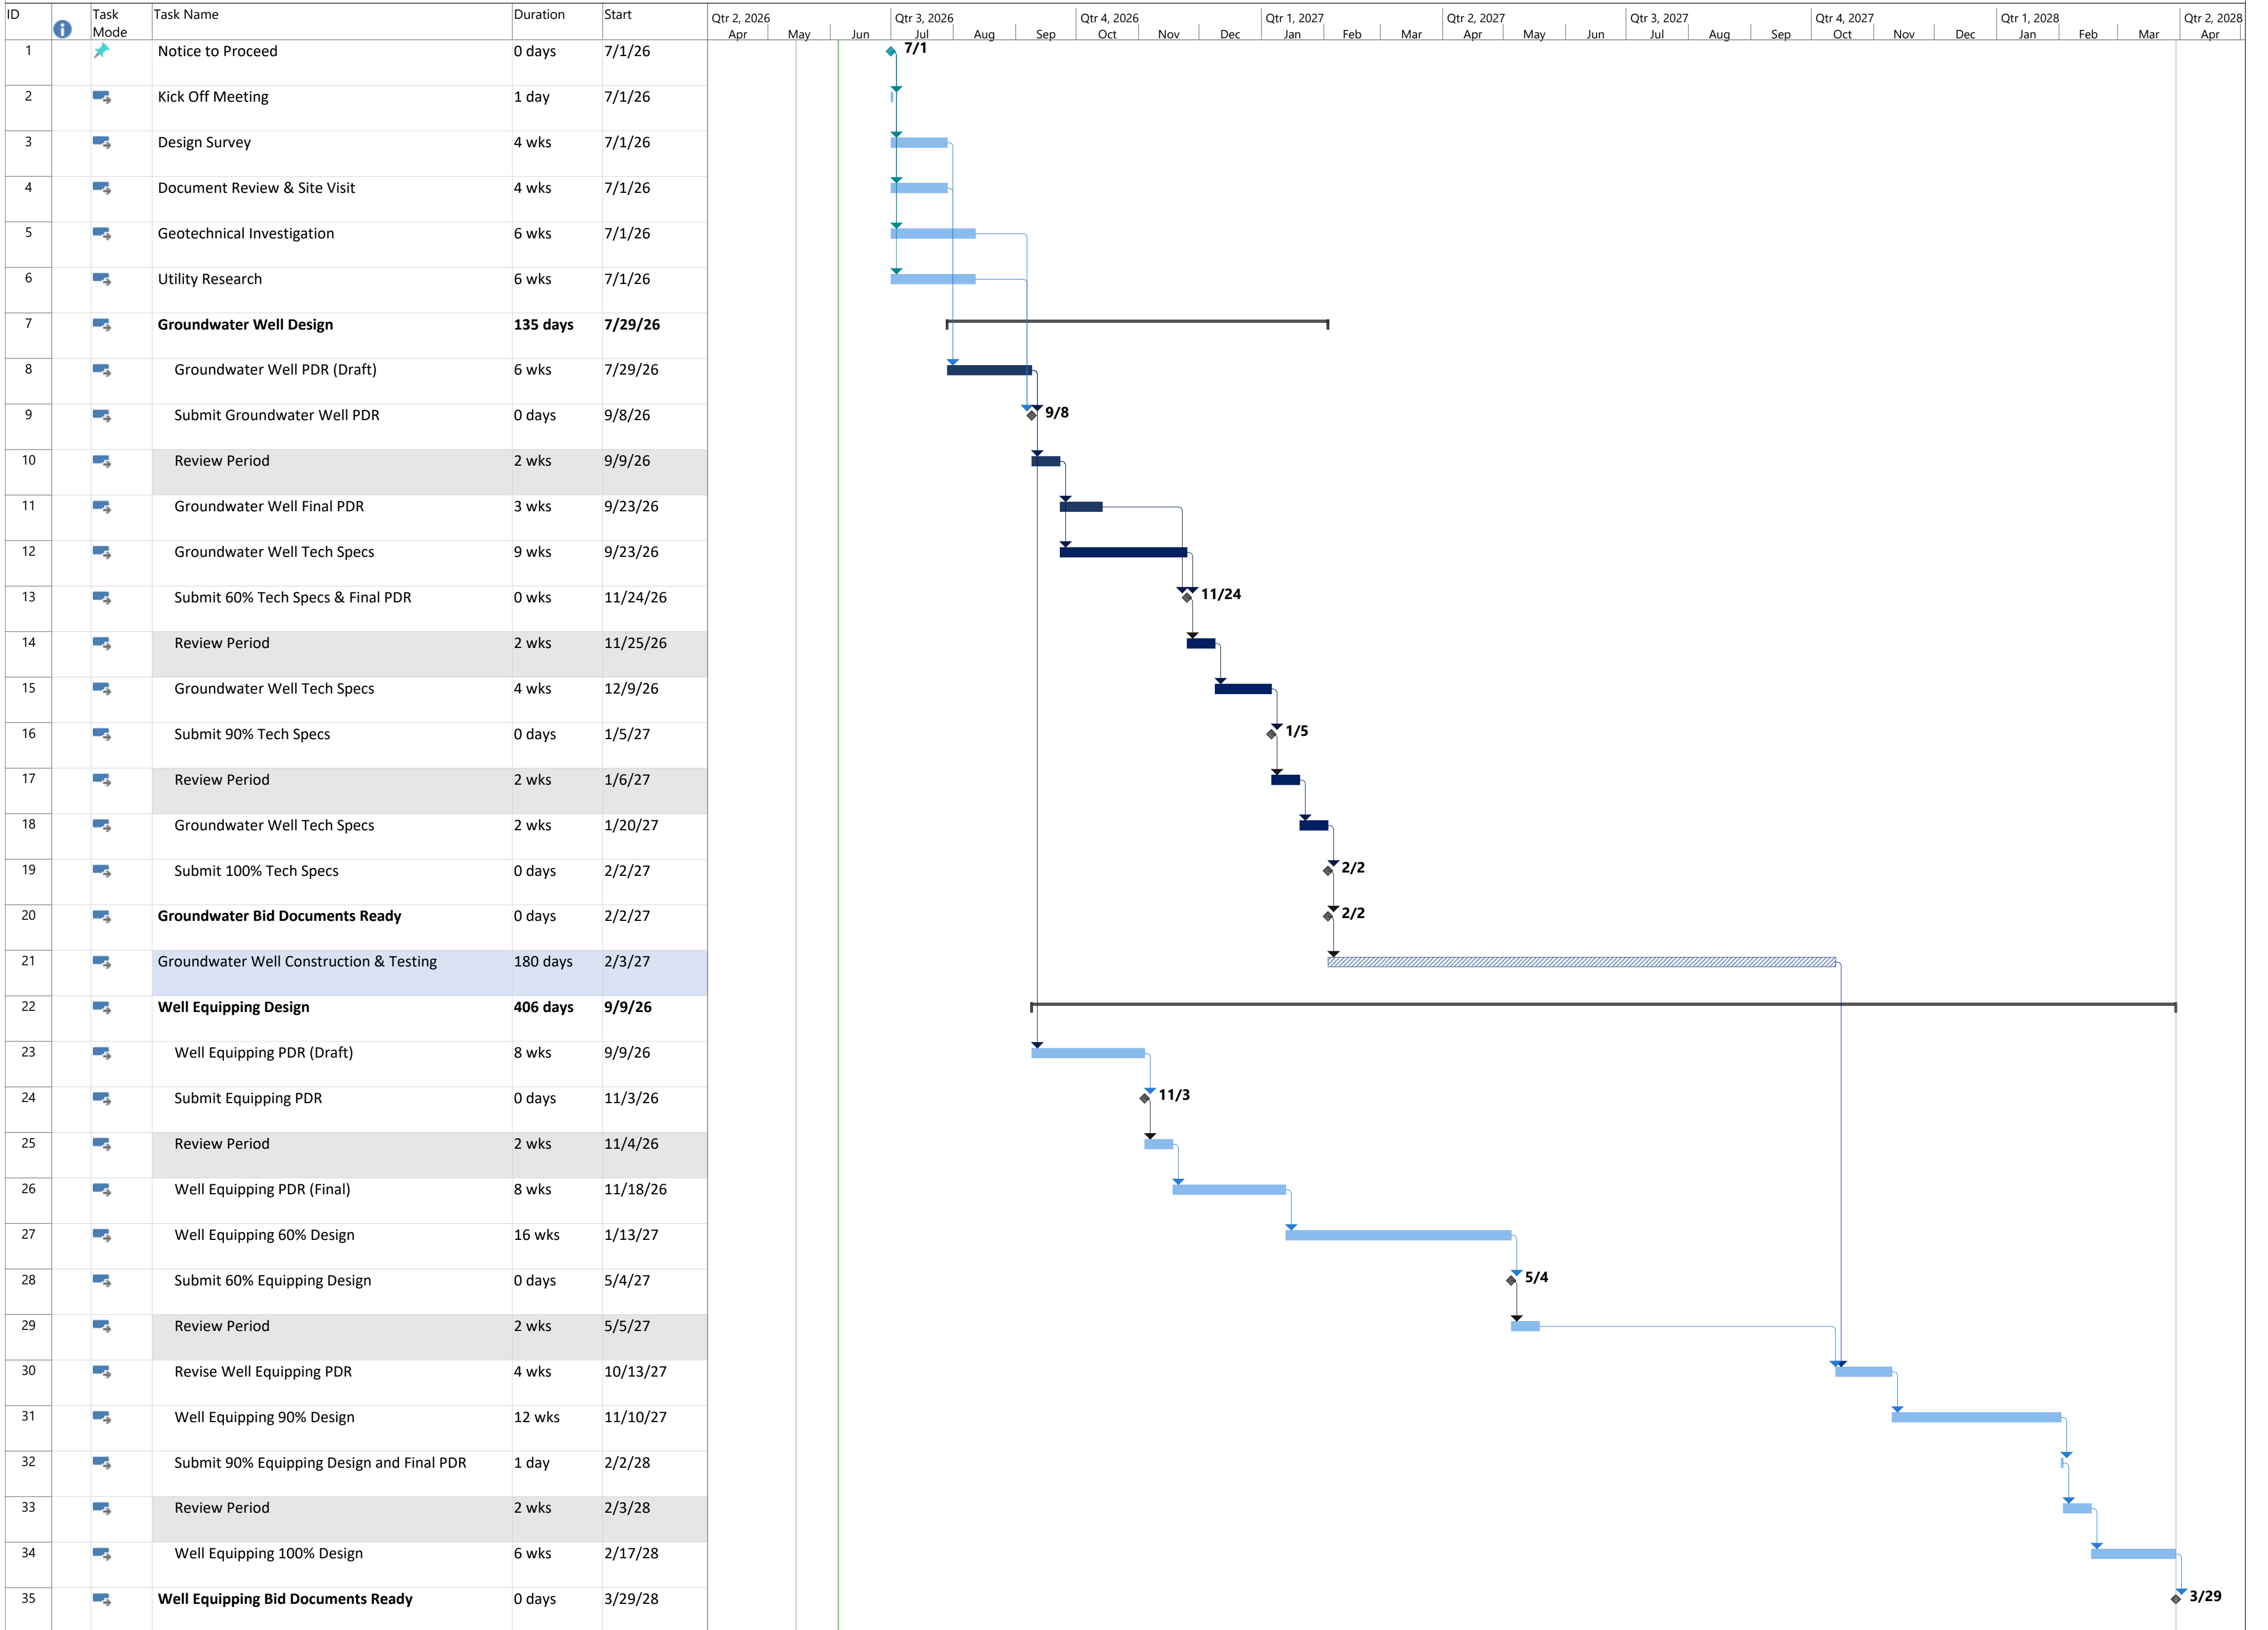 ID Task Mode Task Name Duration Start
Qtr 2, 2026 Qtr 3, 2026 Qtr 4, 2026 Qtr 1, 2027 Qtr 2, 2027 Qtr 3, 2027 Qtr 4, 2027 Qtr 1, 2028 Qtr 2, 2028
Apr May Jun Jul Aug Sep Oct Nov Dec Jan Feb Mar Apr May Jun Jul Aug Sep Oct Nov Dec Jan Feb Mar Apr
1 Notice to Proceed 0 days 7/1/26 7/1
2 Kick Off Meeting 1 day 7/1/26
3 Design Survey 4 wks 7/1/26
4 Document Review & Site Visit 4 wks 7/1/26
5 Geotechnical Investigation 6 wks 7/1/26
6 Utility Research 6 wks 7/1/26
7 Groundwater Well Design 135 days 7/29/26
8 Groundwater Well PDR (Draft) 6 wks 7/29/26
9 Submit Groundwater Well PDR 0 days 9/8/26 9/8
10 Review Period 2 wks 9/9/26
11 Groundwater Well Final PDR 3 wks 9/23/26
12 Groundwater Well Tech Specs 9 wks 9/23/26
13 Submit 60% Tech Specs & Final PDR 0 wks 11/24/26 11/24
14 Review Period 2 wks 11/25/26
15 Groundwater Well Tech Specs 4 wks 12/9/26
16 Submit 90% Tech Specs 0 days 1/5/27 1/5
17 Review Period 2 wks 1/6/27
18 Groundwater Well Tech Specs 2 wks 1/20/27
19 Submit 100% Tech Specs 0 days 2/2/27 2/2
20 Groundwater Bid Documents Ready 0 days 2/2/27 2/2
21 Groundwater Well Construction & Testing 180 days 2/3/27
22 Well Equipping Design 406 days 9/9/26
23 Well Equipping PDR (Draft) 8 wks 9/9/26
24 Submit Equipping PDR 0 days 11/3/26 11/3
25 Review Period 2 wks 11/4/26
26 Well Equipping PDR (Final) 8 wks 11/18/26
27 Well Equipping 60% Design 16 wks 1/13/27
28 Submit 60% Equipping Design 0 days 5/4/27 5/4
29 Review Period 2 wks 5/5/27
30 Revise Well Equipping PDR 4 wks 10/13/27
31 Well Equipping 90% Design 12 wks 11/10/27
32 Submit 90% Equipping Design and Final PDR 1 day 2/2/28
33 Review Period 2 wks 2/3/28
34 Well Equipping 100% Design 6 wks 2/17/28
35 Well Equipping Bid Documents Ready 0 days 3/29/28 3/29